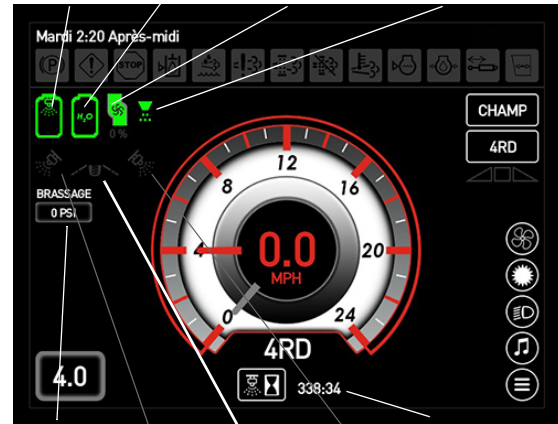 Mardi 2:20 Après-midi
STOP
H₂O
0 %
CHAMP
4RD
BRASSAGE
0 PSI
0
4
8
12
16
20
24
0.0
MPH
4RD
4.0
338:34